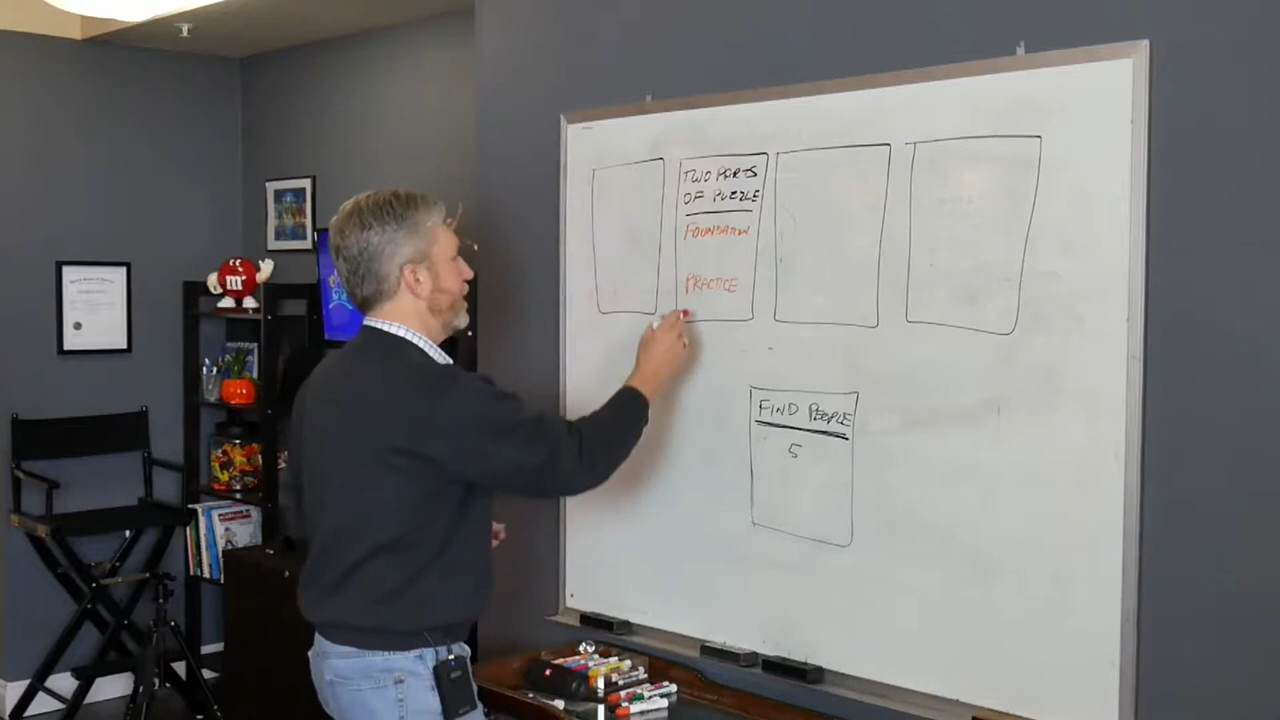 TWO PARTS
OF PUZZLE
FOUNDATION
PRACTICE
FIND PEOPLE
5
m